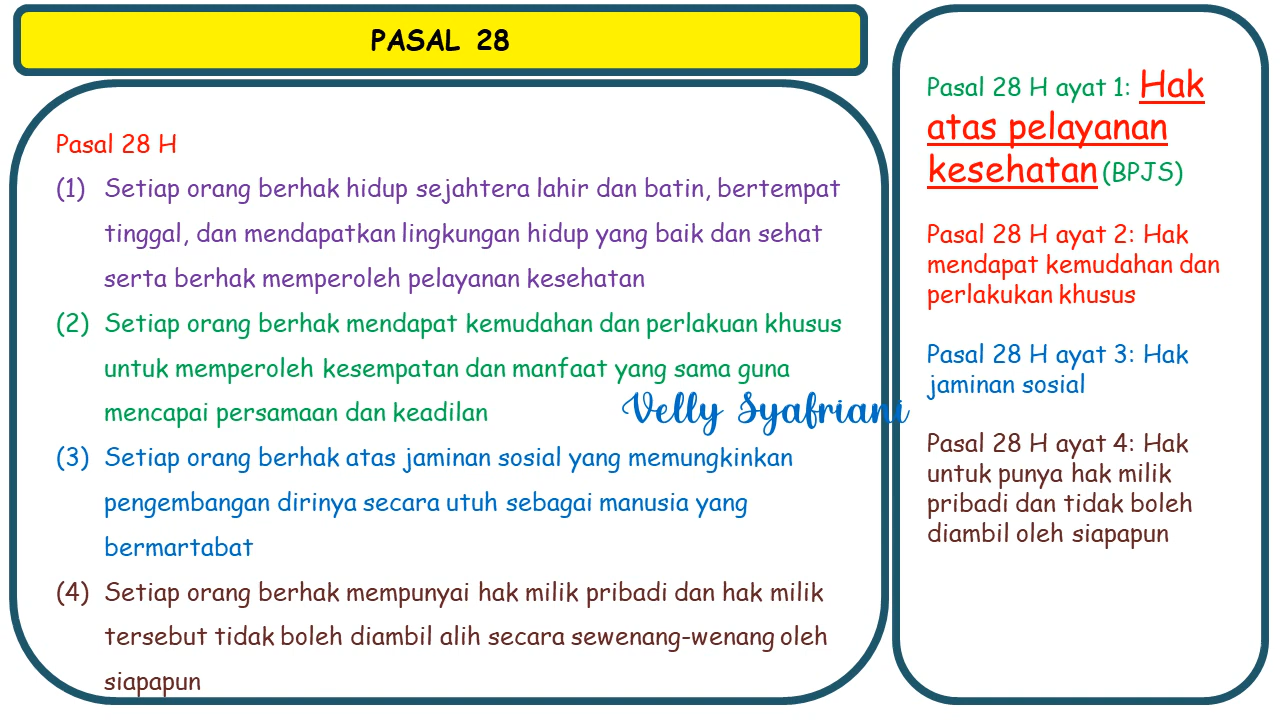 PASAL 28
Pasal 28 H
(1) Setiap orang berhak hidup sejahtera lahir dan batin, bertempat
tinggal, dan mendapatkan lingkungan hidup yang baik dan sehat
serta berhak memperoleh pelayanan kesehatan
(2) Setiap orang berhak mendapat kemudahan dan perlakuan khusus
untuk memperoleh kesempatan dan manfaat yang sama guna
mencapai persamaan dan keadilan
Velly Syafriani
(3) Setiap orang berhak atas jaminan sosial yang memungkinkan
pengembangan dirinya secara utuh sebagai manusia yang
bermartabat
(4) Setiap orang berhak mempunyai hak milik pribadi dan hak milik
tersebut tidak boleh diambil alih secara sewenang-wenang oleh
siapapun
Pasal 28 H ayat 1: Hak
atas pelayanan
kesehatan (BPJS)
Pasal 28 H ayat 2: Hak
mendapat kemudahan dan
perlakukan khusus
Pasal 28 H ayat 3: Hak
jaminan sosial
Pasal 28 H ayat 4: Hak
untuk punya hak milik
pribadi dan tidak boleh
diambil oleh siapapun